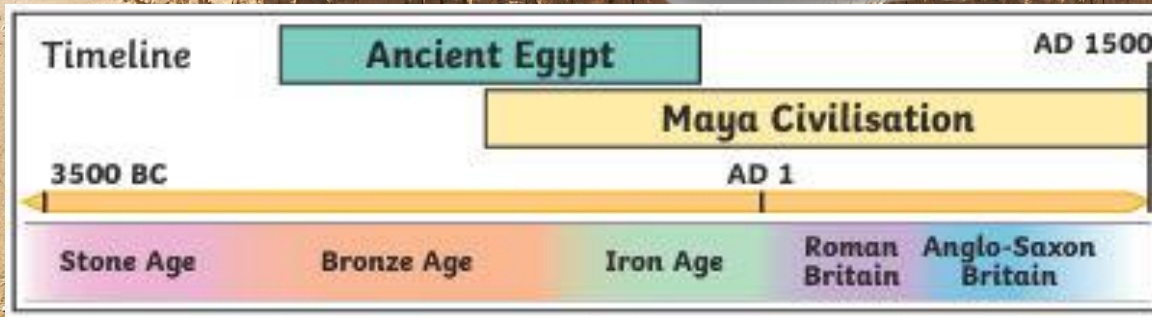 Timeline
Ancient Egypt
AD 1500
Maya Civilisation
3500 BC
AD 1
Stone Age
Bronze Age
Iron Age
Roman
Britain
Anglo-Saxon
Britain